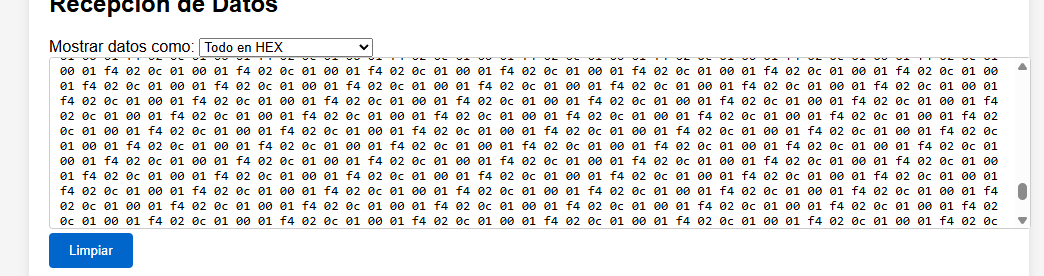 Recepción de Datos
Mostrar datos como: Todo en HEX
00 01 f4 02 0c 01 00 01 f4 02 0c 01 00 01 f4 02 0c 01 00 01 f4 02 0c 01 00 01 f4 02 0c 01 00 01 f4 02 0c 01 00 01 f4 02 0c 01 00
01 f4 02 0c 01 00 01 f4 02 0c 01 00 01 f4 02 0c 01 00 01 f4 02 0c 01 00 01 f4 02 0c 01 00 01 f4 02 0c 01 00 01 f4 02 0c 01 00 01
f4 02 0c 01 00 01 f4 02 0c 01 00 01 f4 02 0c 01 00 01 f4 02 0c 01 00 01 f4 02 0c 01 00 01 f4 02 0c 01 00 01 f4 02 0c 01 00 01 f4
02 0c 01 00 01 f4 02 0c 01 00 01 f4 02 0c 01 00 01 f4 02 0c 01 00 01 f4 02 0c 01 00 01 f4 02 0c 01 00 01 f4 02 0c 01 00 01 f4 02
0c 01 00 01 f4 02 0c 01 00 01 f4 02 0c 01 00 01 f4 02 0c 01 00 01 f4 02 0c 01 00 01 f4 02 0c 01 00 01 f4 02 0c 01 00 01 f4 02 0c
01 00 01 f4 02 0c 01 00 01 f4 02 0c 01 00 01 f4 02 0c 01 00 01 f4 02 0c 01 00 01 f4 02 0c 01 00 01 f4 02 0c 01 00 01 f4 02 0c 01
00 01 f4 02 0c 01 00 01 f4 02 0c 01 00 01 f4 02 0c 01 00 01 f4 02 0c 01 00 01 f4 02 0c 01 00 01 f4 02 0c 01 00 01 f4 02 0c 01 00
01 f4 02 0c 01 00 01 f4 02 0c 01 00 01 f4 02 0c 01 00 01 f4 02 0c 01 00 01 f4 02 0c 01 00 01 f4 02 0c 01 00 01 f4 02 0c 01 00 01
f4 02 0c 01 00 01 f4 02 0c 01 00 01 f4 02 0c 01 00 01 f4 02 0c 01 00 01 f4 02 0c 01 00 01 f4 02 0c 01 00 01 f4 02 0c 01 00 01 f4
02 0c 01 00 01 f4 02 0c 01 00 01 f4 02 0c 01 00 01 f4 02 0c 01 00 01 f4 02 0c 01 00 01 f4 02 0c 01 00 01 f4 02 0c 01 00 01 f4 02
0c 01 00 01 f4 02 0c 01 00 01 f4 02 0c 01 00 01 f4 02 0c 01 00 01 f4 02 0c 01 00 01 f4 02 0c 01 00 01 f4 02 0c 01 00 01 f4 02 0c
Limpiar